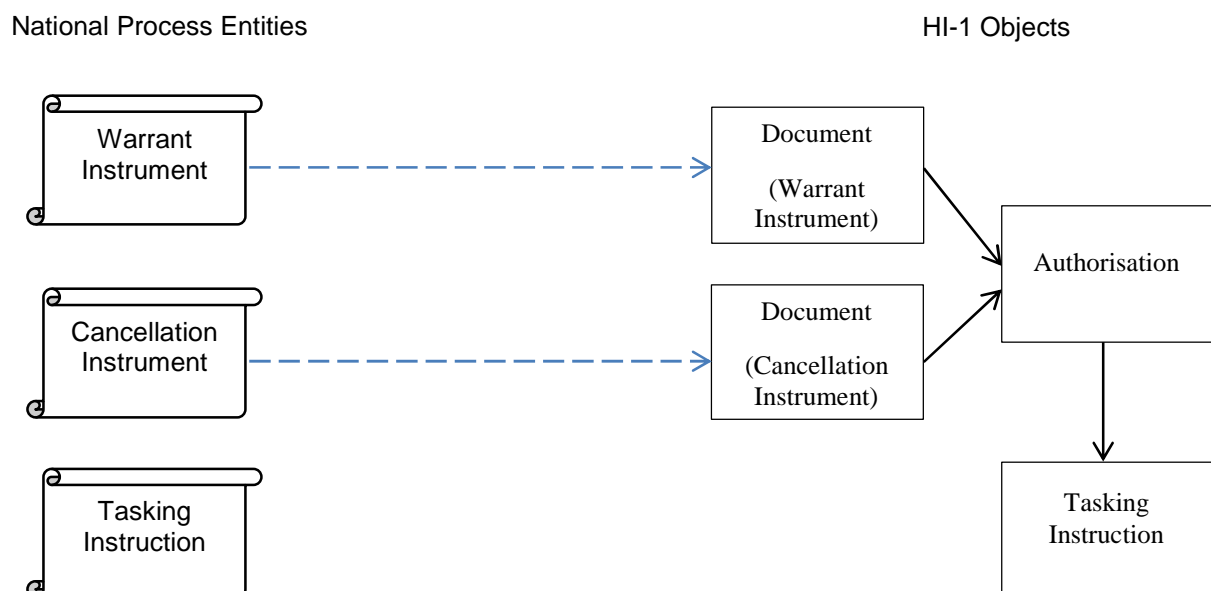 National Process Entities
HI-1 Objects
Warrant
Instrument
Document
(Warrant
Instrument)
Authorisation
Cancellation
Instrument
Document
(Cancellation
Instrument)
Tasking
Instruction
Tasking
Instruction